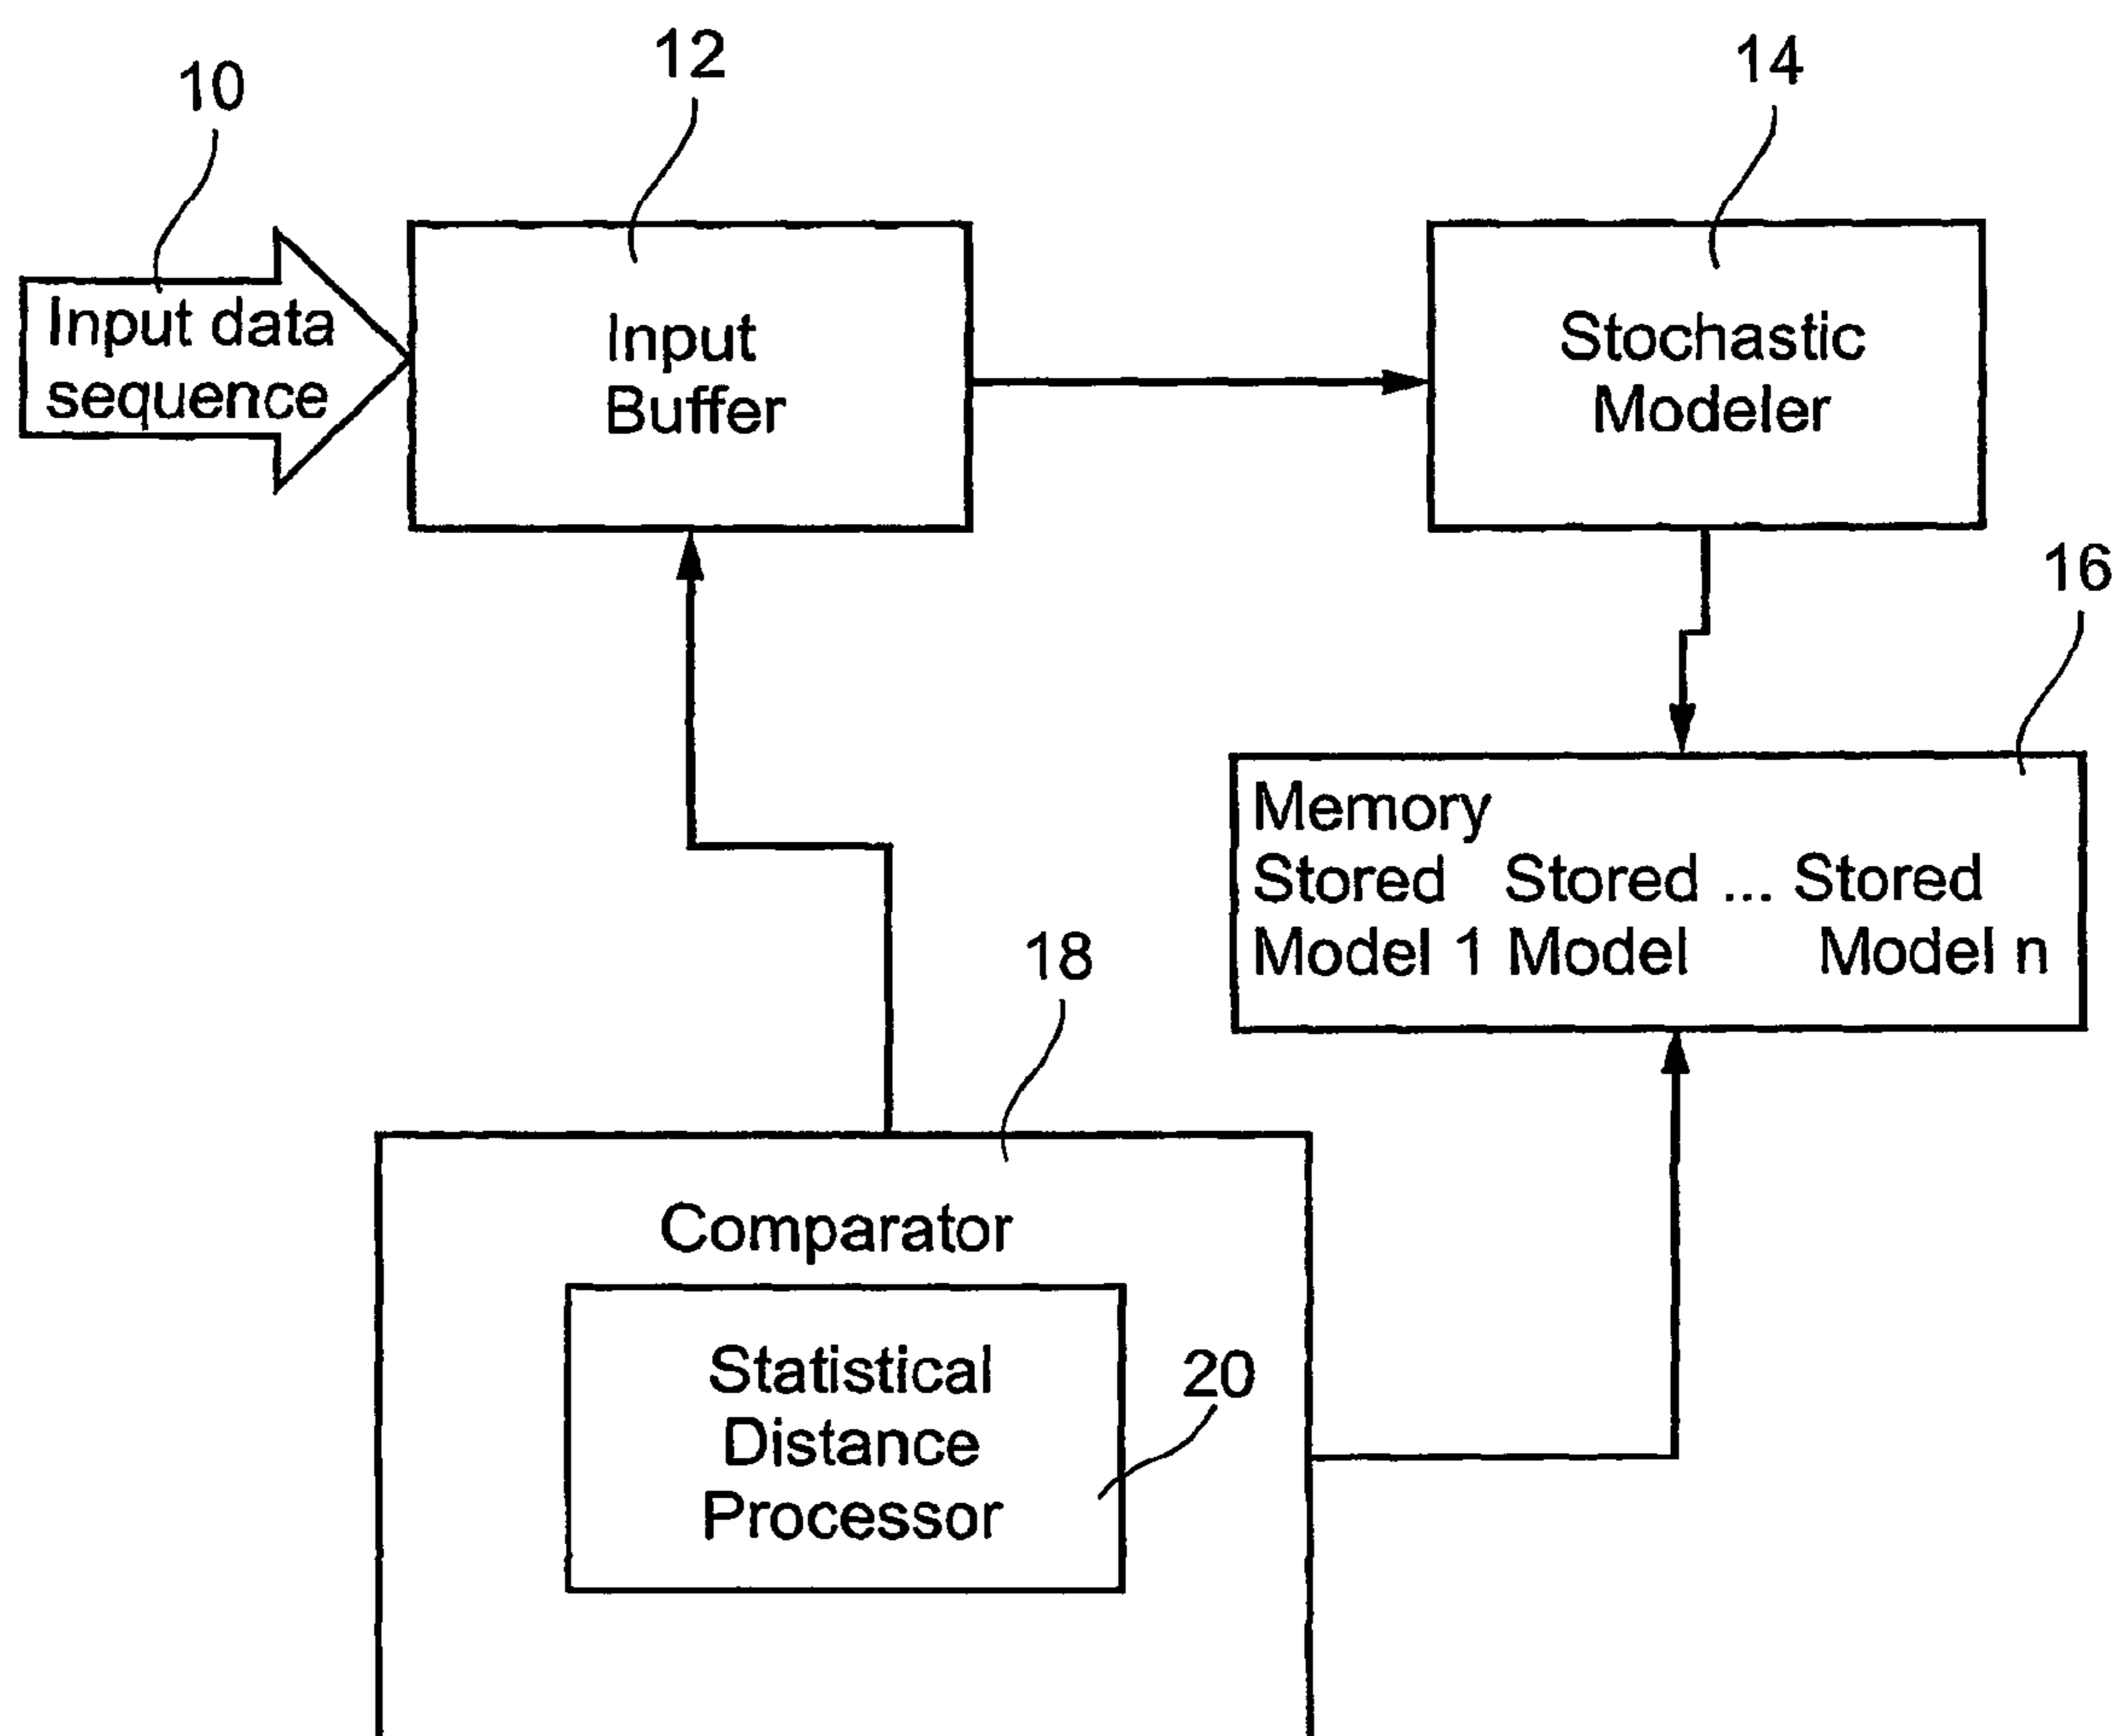 10
12
14
Input data
sequence
Input
Buffer
Stochastic
Modeler
16
Memory
Stored Stored ... Stored
Model 1 Model Model n
18
Comparator
Statistical
Distance
Processor
20